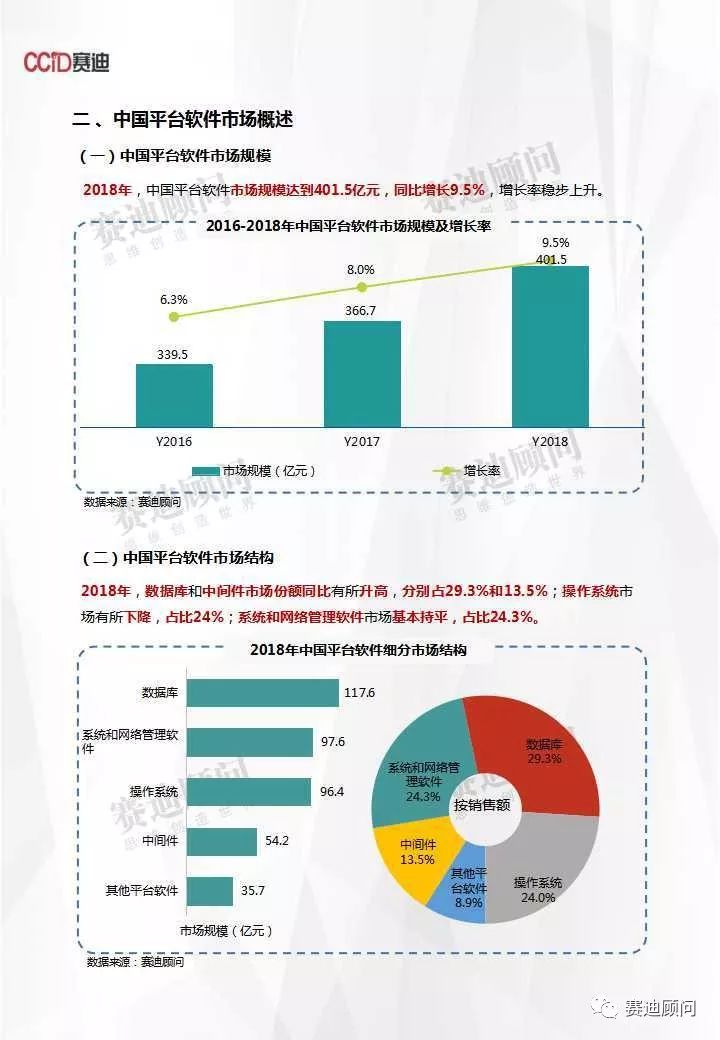 CCID赛迪
二、中国平台软件市场概述
（一）中国平台软件市场规模
2018年，中国平台软件市场规模达到401.5亿元，同比增长9.5%，增长率稳步上升。
2016-2018年中国平台软件市场规模及增长率
9.5%
8.0%
401.5
6.3%
366.7
339.5
Y2016
Y2017
Y2018
市场规模（亿元）
增长率
数据来源：赛迪顾问
赛迪顾问
思维创造
赛迪顾问
赛迪顾问
思维创造世界
赛迪顾问
思维创造世界
（二）中国平台软件市场结构
2018年，数据库和中间件市场份额同比有所升高，分别占29.3%和13.5%；操作系统市
场有所下降，占比24%；系统和网络管理软件市场基本持平，占比24.3%。
2018年中国平台软件细分市场结构
数据库
117.6
系统和网络管理软
件
97.6
操作系统
96.4
中间件
54.2
其他平台软件
35.7
市场规模（亿元）
数据库
29.3%
系统和网络管
理软件
24.3%
按销售额
中间件
13.5%
其他平
台软件
8.9%
操作系统
24.0%
赛迪顾问
数据来源：赛迪顾问
赛迪顾问